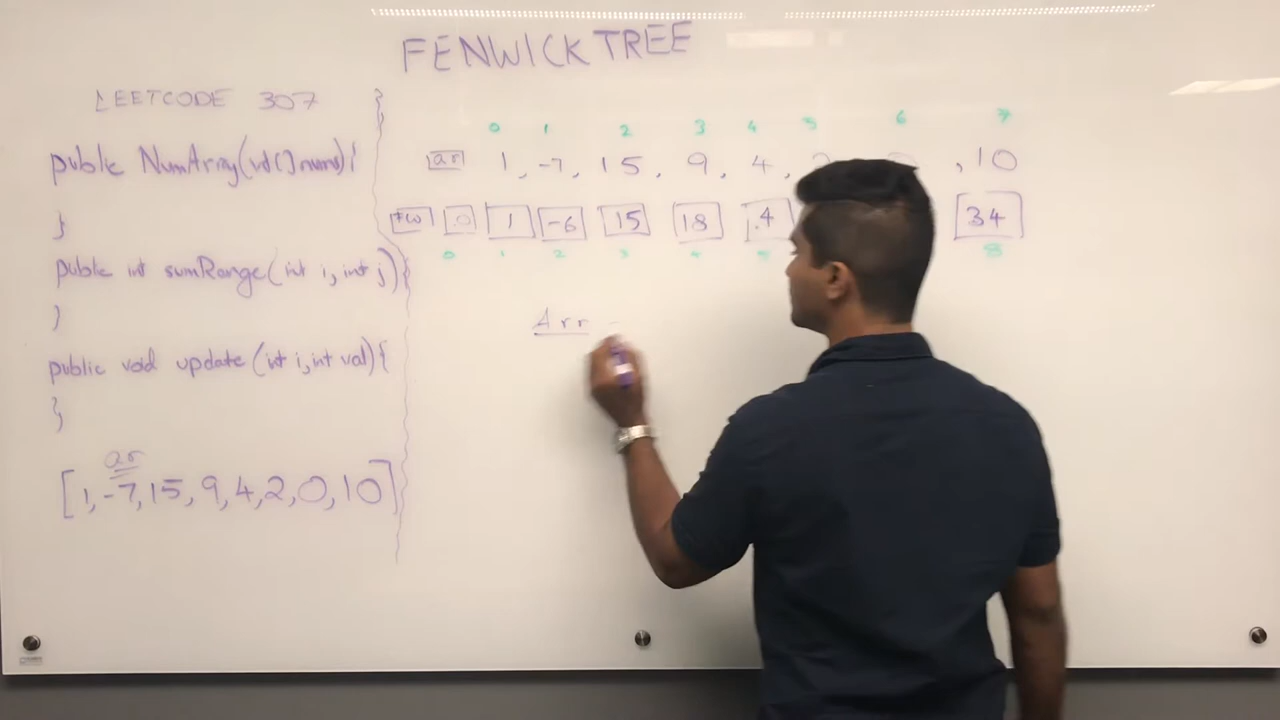 FENWICK TREE
LEETCODE 307
public NumArray(int[] nums){
}
public int sumRange(int i, int j){
}
public void update(int i, int val){
}
ar
[1, -7, 15, 9, 4, 2, 0, 10]
}
0 1 2 3 4 5 6 7
ar 1, -7, 15, 9, 4, , 10
FW 0 1 -6 15 18 4 34
0 1 2 3 4 5 8
Arr -